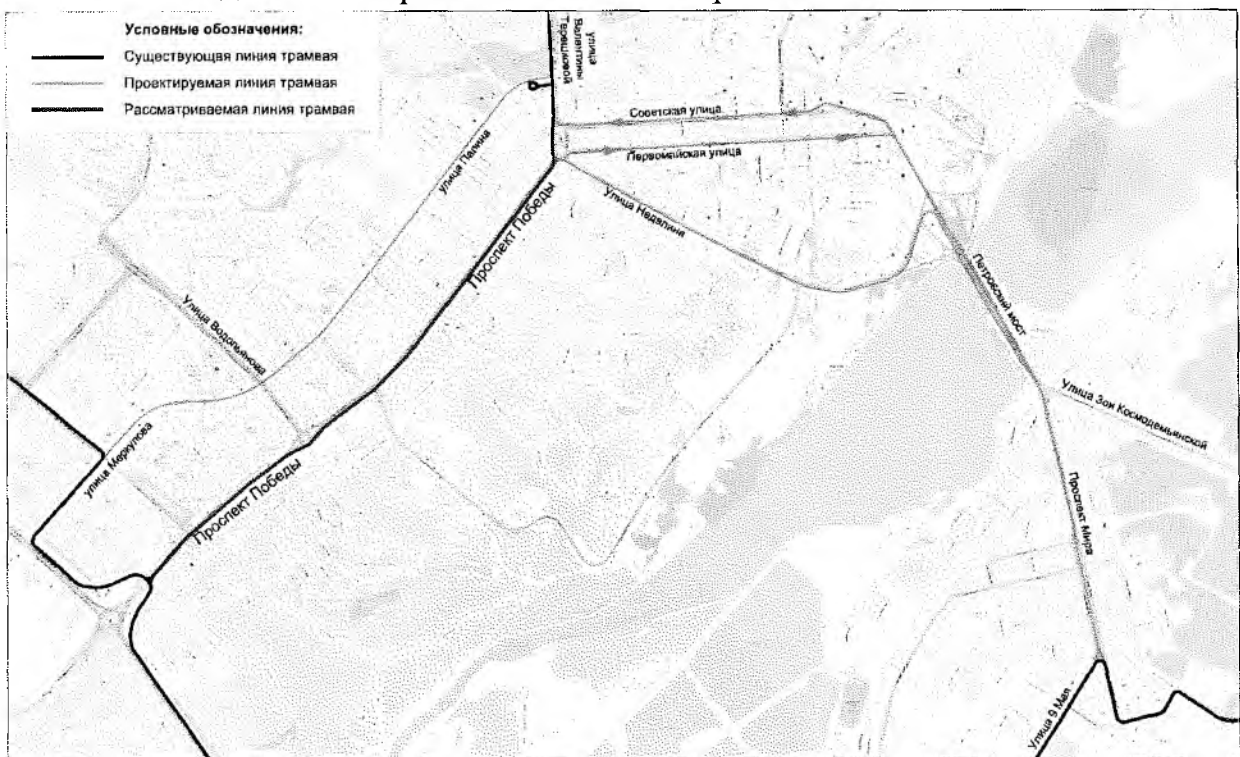 Условные обозначения:
Существующая линия трамвая
Проектируемая линия трамвая
Рассматриваемая линия трамвая
улица
Валентины
Терешковой
Советская улица
Первомайская улица
улица Папина
Проспект Победы
Улица Неделина
Петровский мост
Улица Водопьянова
Улица Зои Космодемьянской
улица Меркулова
Проспект Победы
Проспект Мира
Улица 9 Мая